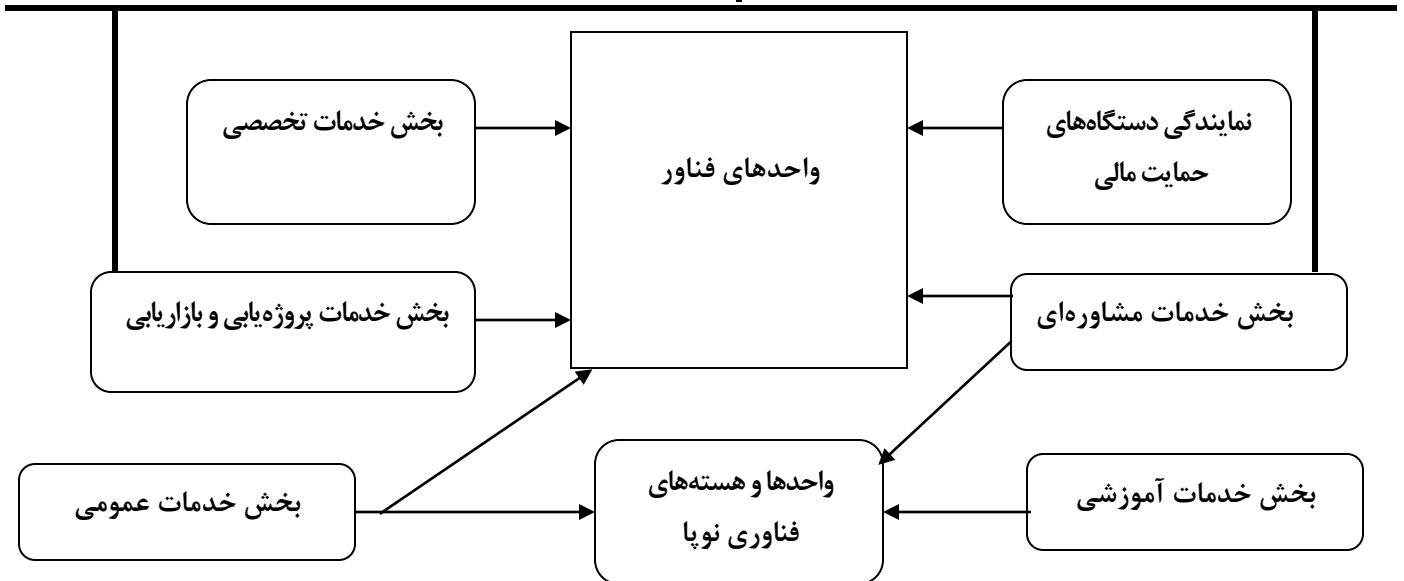 نمایندگی دستگاه‌های
حمایت مالی
واحدهای فناور
بخش خدمات تخصصی
بخش خدمات مشاوره‌ای
بخش خدمات پروژه‌یابی و بازاریابی
بخش خدمات آموزشی
واحدها و هسته‌های
فناوری نوپا
بخش خدمات عمومی